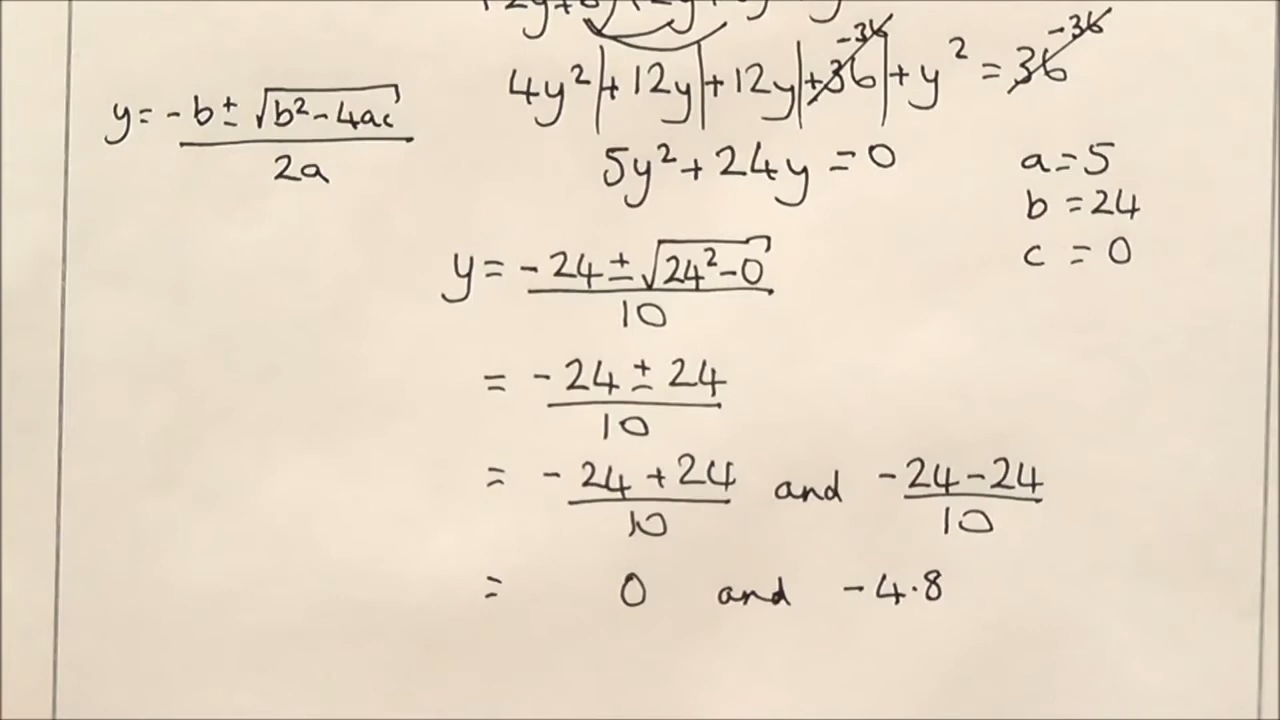 -36 -36
4y² | + 12y | + 12y | + 36 | + y² = 36
y = -b ± √(b² - 4ac)
2a
5y² + 24y = 0
a = 5
b = 24
c = 0
y = -24 ± √(24² - 0)
10
= -24 ± 24
10
= -24 + 24 and -24 - 24
10 10
= 0 and -4.8